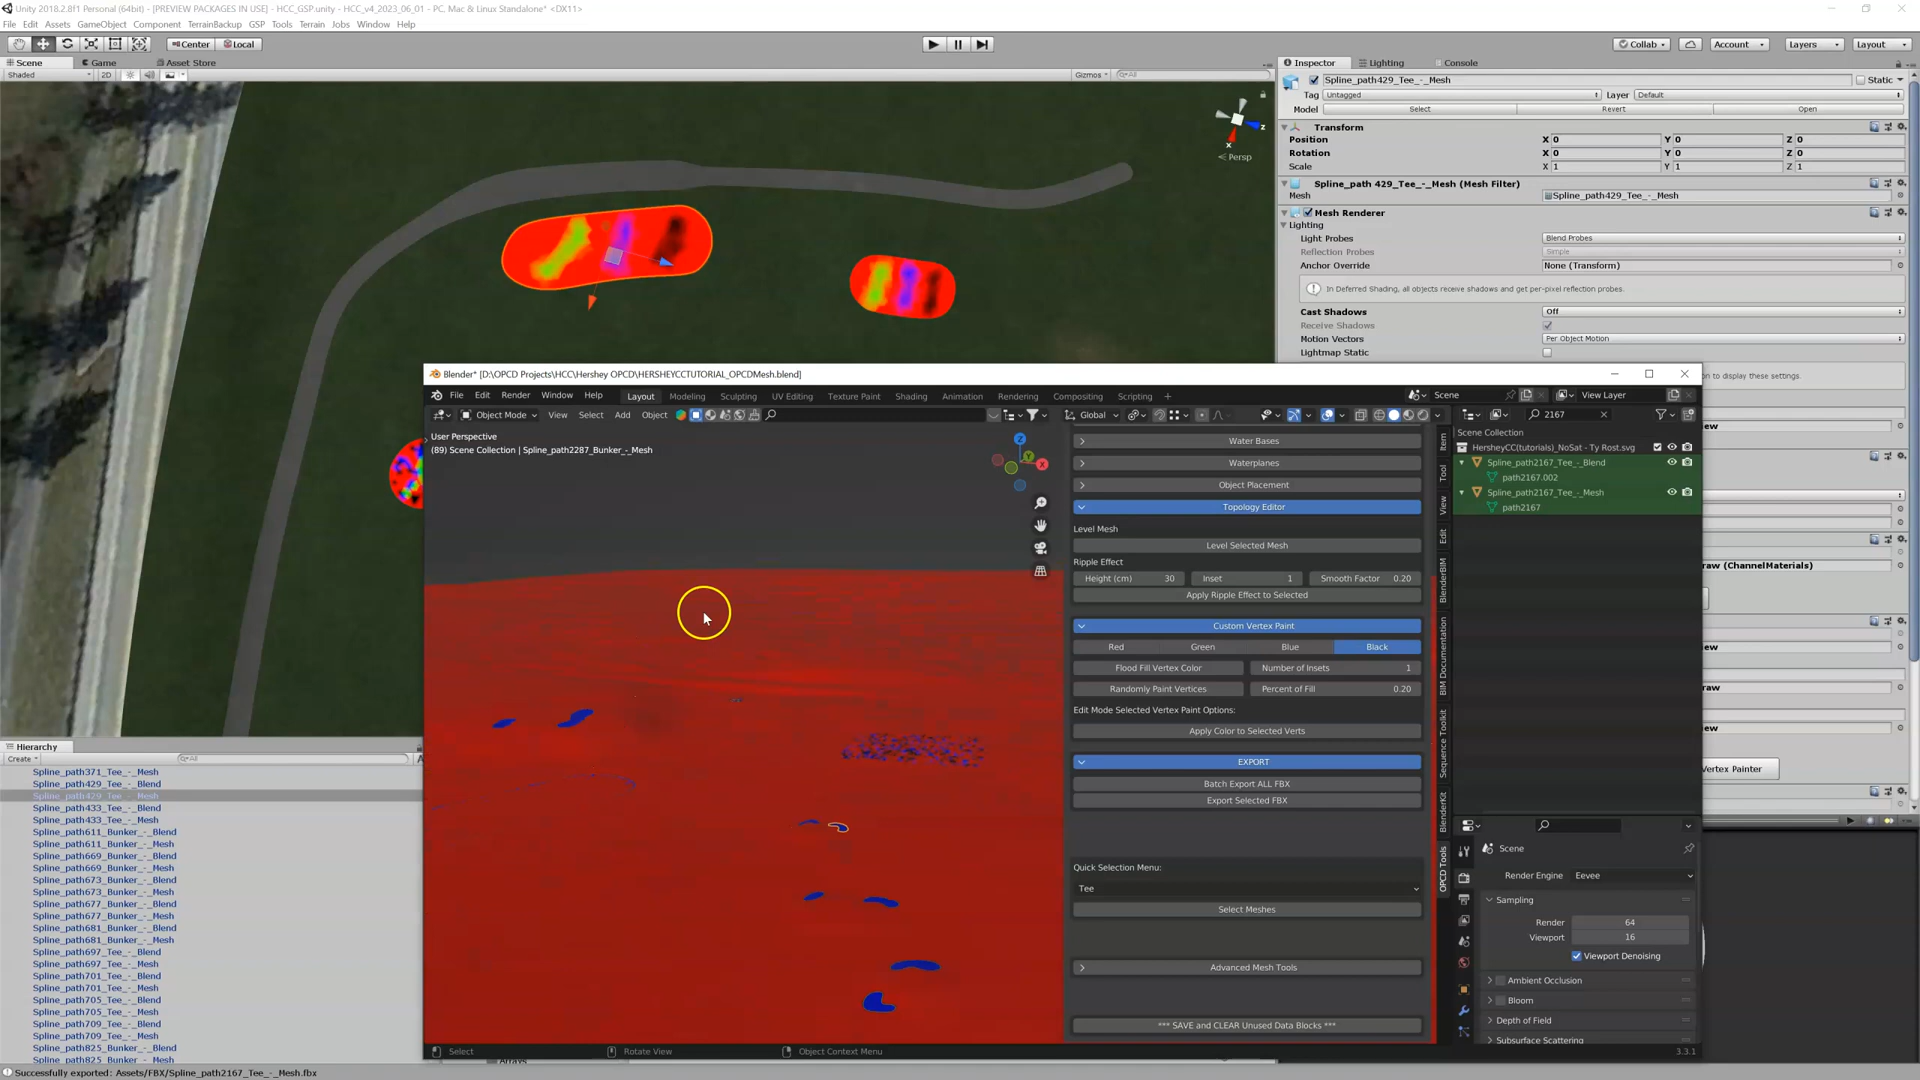 Unity 2018.2.8f1 Personal (64bit) - [PREVIEW PACKAGES IN USE] - HCC_GSP.unity - HCC_v4_2023_06_01 - PC, Mac & Linux Standalone* <DX11>
File Edit Assets GameObject Component TerrainBackup GSP Tools Terrain Jobs Window Help
Center Local
Collab Account Layers Layout
Scene Game Asset Store
Shaded 2D Gizmos All
Persp
Inspector Lighting Console
Spline_path429_Tee_-_Mesh Static
Tag Untagged Layer Default
Model Select Revert Open
Transform
Position X 0 Y 0 Z 0
Rotation X 0 Y 0 Z 0
Scale X 1 Y 1 Z 1
Spline_path 429_Tee_-_Mesh (Mesh Filter)
Mesh Spline_path429_Tee_-_Mesh
Mesh Renderer
Lighting
Light Probes Blend Probes
Reflection Probes Simple
Anchor Override None (Transform)
In Deferred Shading, all objects receive shadows and get per-pixel reflection probes.
Cast Shadows Off
Receive Shadows
Motion Vectors Per Object Motion
Lightmap Static
on to display these settings.
raw (ChannelMaterials)
Vertex Painter
Hierarchy
Create All
Spline_path371_Tee_-_Mesh
Spline_path429_Tee_-_Blend
Spline_path429_Tee_-_Mesh
Spline_path433_Tee_-_Blend
Spline_path433_Tee_-_Mesh
Spline_path611_Bunker_-_Blend
Spline_path611_Bunker_-_Mesh
Spline_path669_Bunker_-_Blend
Spline_path669_Bunker_-_Mesh
Spline_path673_Bunker_-_Blend
Spline_path673_Bunker_-_Mesh
Spline_path677_Bunker_-_Blend
Spline_path677_Bunker_-_Mesh
Spline_path681_Bunker_-_Blend
Spline_path681_Bunker_-_Mesh
Spline_path697_Tee_-_Blend
Spline_path697_Tee_-_Mesh
Spline_path701_Tee_-_Blend
Spline_path701_Tee_-_Mesh
Spline_path705_Tee_-_Blend
Spline_path705_Tee_-_Mesh
Spline_path709_Tee_-_Blend
Spline_path709_Tee_-_Mesh
Spline_path825_Bunker_-_Blend
Spline_path825_Bunker_-_Mesh
Successfully exported: Assets/FBX/Spline_path2167_Tee_-_Mesh.fbx
Blender* [D:\OPCD Projects\HCC\Hershey OPCD\HERSHEYCCTUTORIAL_OPCDMesh.blend]
File Edit Render Window Help Layout Modeling Sculpting UV Editing Texture Paint Shading Animation Rendering Compositing Scripting + Scene View Layer
Object Mode View Select Add Object Global 2167
User Perspective
(89) Scene Collection | Spline_path2287_Bunker_-_Mesh
Water Bases
Waterplanes
Object Placement
Topology Editor
Level Mesh
Level Selected Mesh
Ripple Effect
Height (cm) 30 Inset 1 Smooth Factor 0.20
Apply Ripple Effect to Selected
Custom Vertex Paint
Red Green Blue Black
Flood Fill Vertex Color Number of Insets 1
Randomly Paint Vertices Percent of Fill 0.20
Edit Mode Selected Vertex Paint Options:
Apply Color to Selected Verts
EXPORT
Batch Export ALL FBX
Export Selected FBX
Quick Selection Menu:
Tee
Select Meshes
Advanced Mesh Tools
*** SAVE and CLEAR Unused Data Blocks ***
Item
Tool
View
Edit
BlenderBIM
BIM Documentation
Sequence Toolkit
BlenderKit
OPCD Tools
Scene Collection
HersheyCC(tutorials)_NoSat - Ty Rost.svg
Spline_path2167_Tee_-_Blend
path2167.002
Spline_path2167_Tee_-_Mesh
path2167
Scene
Render Engine Eevee
Sampling
Render 64
Viewport 16
Viewport Denoising
Ambient Occlusion
Bloom
Depth of Field
Subsurface Scattering
Select Rotate View Object Context Menu 3.3.1